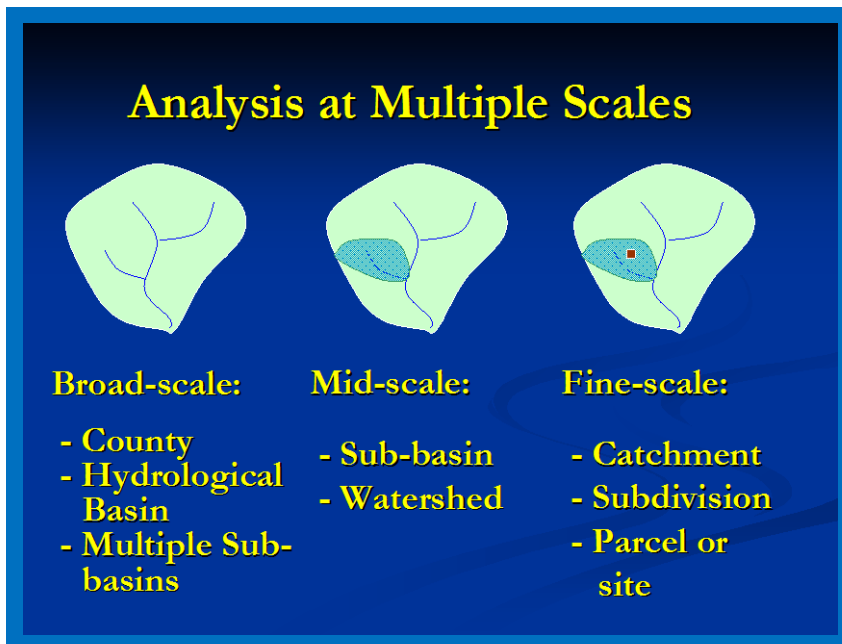 Analysis at Multiple Scales
Broad-scale:
- County
- Hydrological
Basin
- Multiple Sub-
basins
Mid-scale:
- Sub-basin
- Watershed
Fine-scale:
- Catchment
- Subdivision
- Parcel or
site